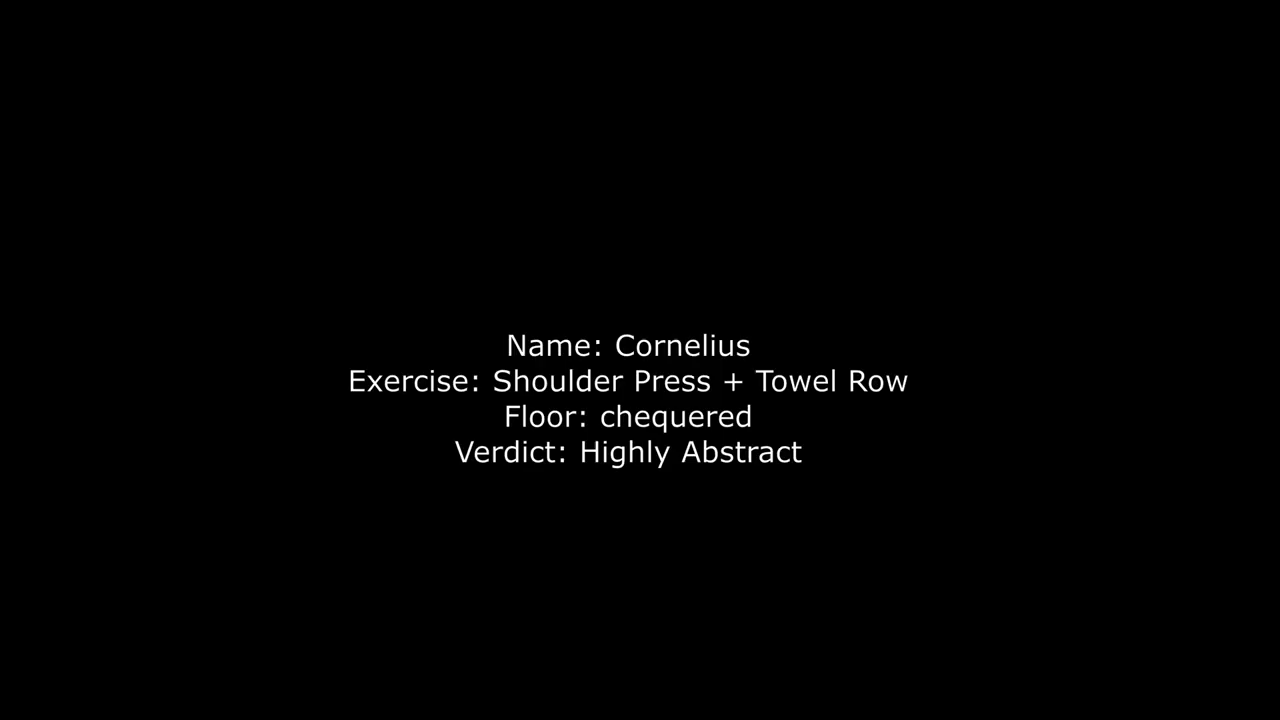 Name: Cornelius
Exercise: Shoulder Press + Towel Row
Floor: chequered
Verdict: Highly Abstract